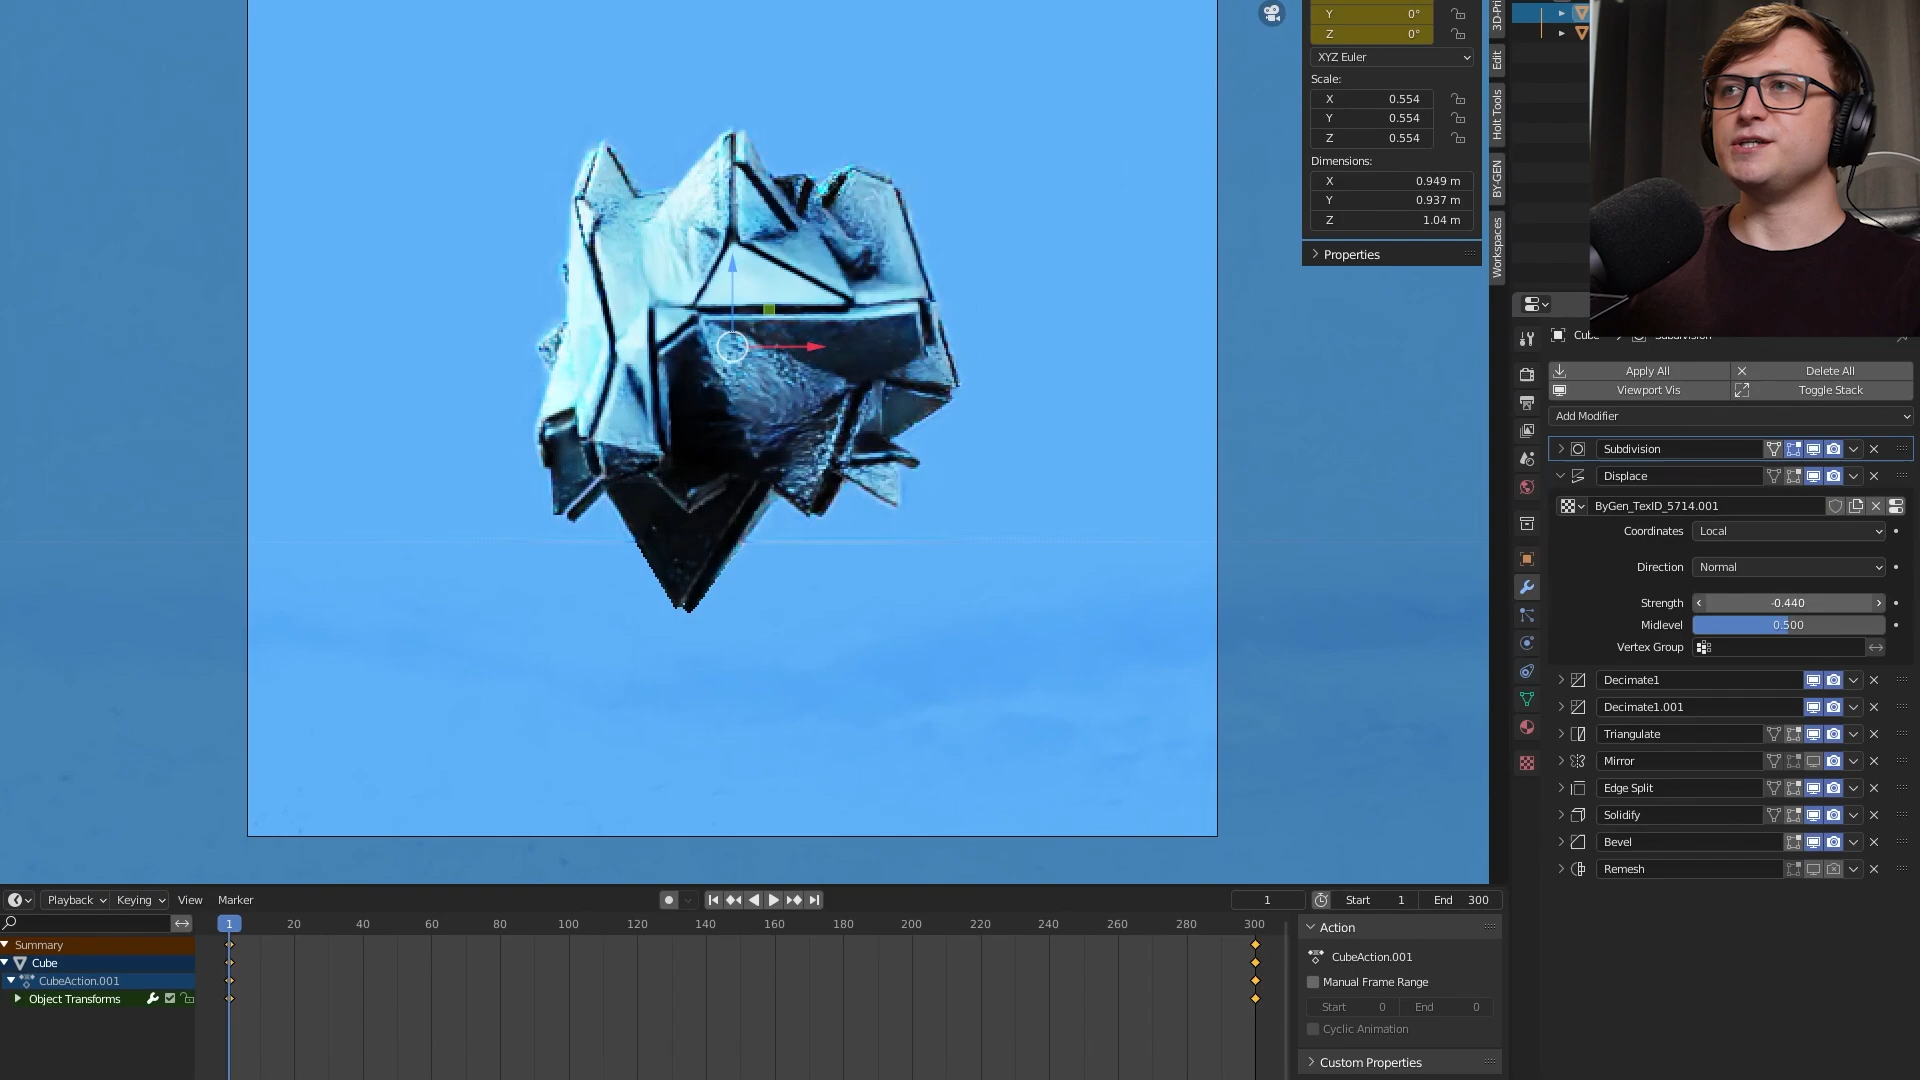 Y 0°
Z 0°
XYZ Euler
Scale:
X 0.554
Y 0.554
Z 0.554
Dimensions:
X 0.949 m
Y 0.937 m
Z 1.04 m
Properties
Edit
Holt Tools
BY-GEN
Workspaces
Apply All
Delete All
Viewport Vis
Toggle Stack
Add Modifier
Subdivision
Displace
ByGen_TexID_5714.001
Coordinates Local
Direction Normal
Strength -0.440
Midlevel 0.500
Vertex Group
Decimate1
Decimate1.001
Triangulate
Mirror
Edge Split
Solidify
Bevel
Remesh
Playback Keying View Marker
1 Start 1 End 300
1 20 40 60 80 100 120 140 160 180 200 220 240 260 280 300
Summary
Cube
CubeAction.001
Object Transforms
Action
CubeAction.001
Manual Frame Range
Start 0 End 0
Cyclic Animation
Custom Properties